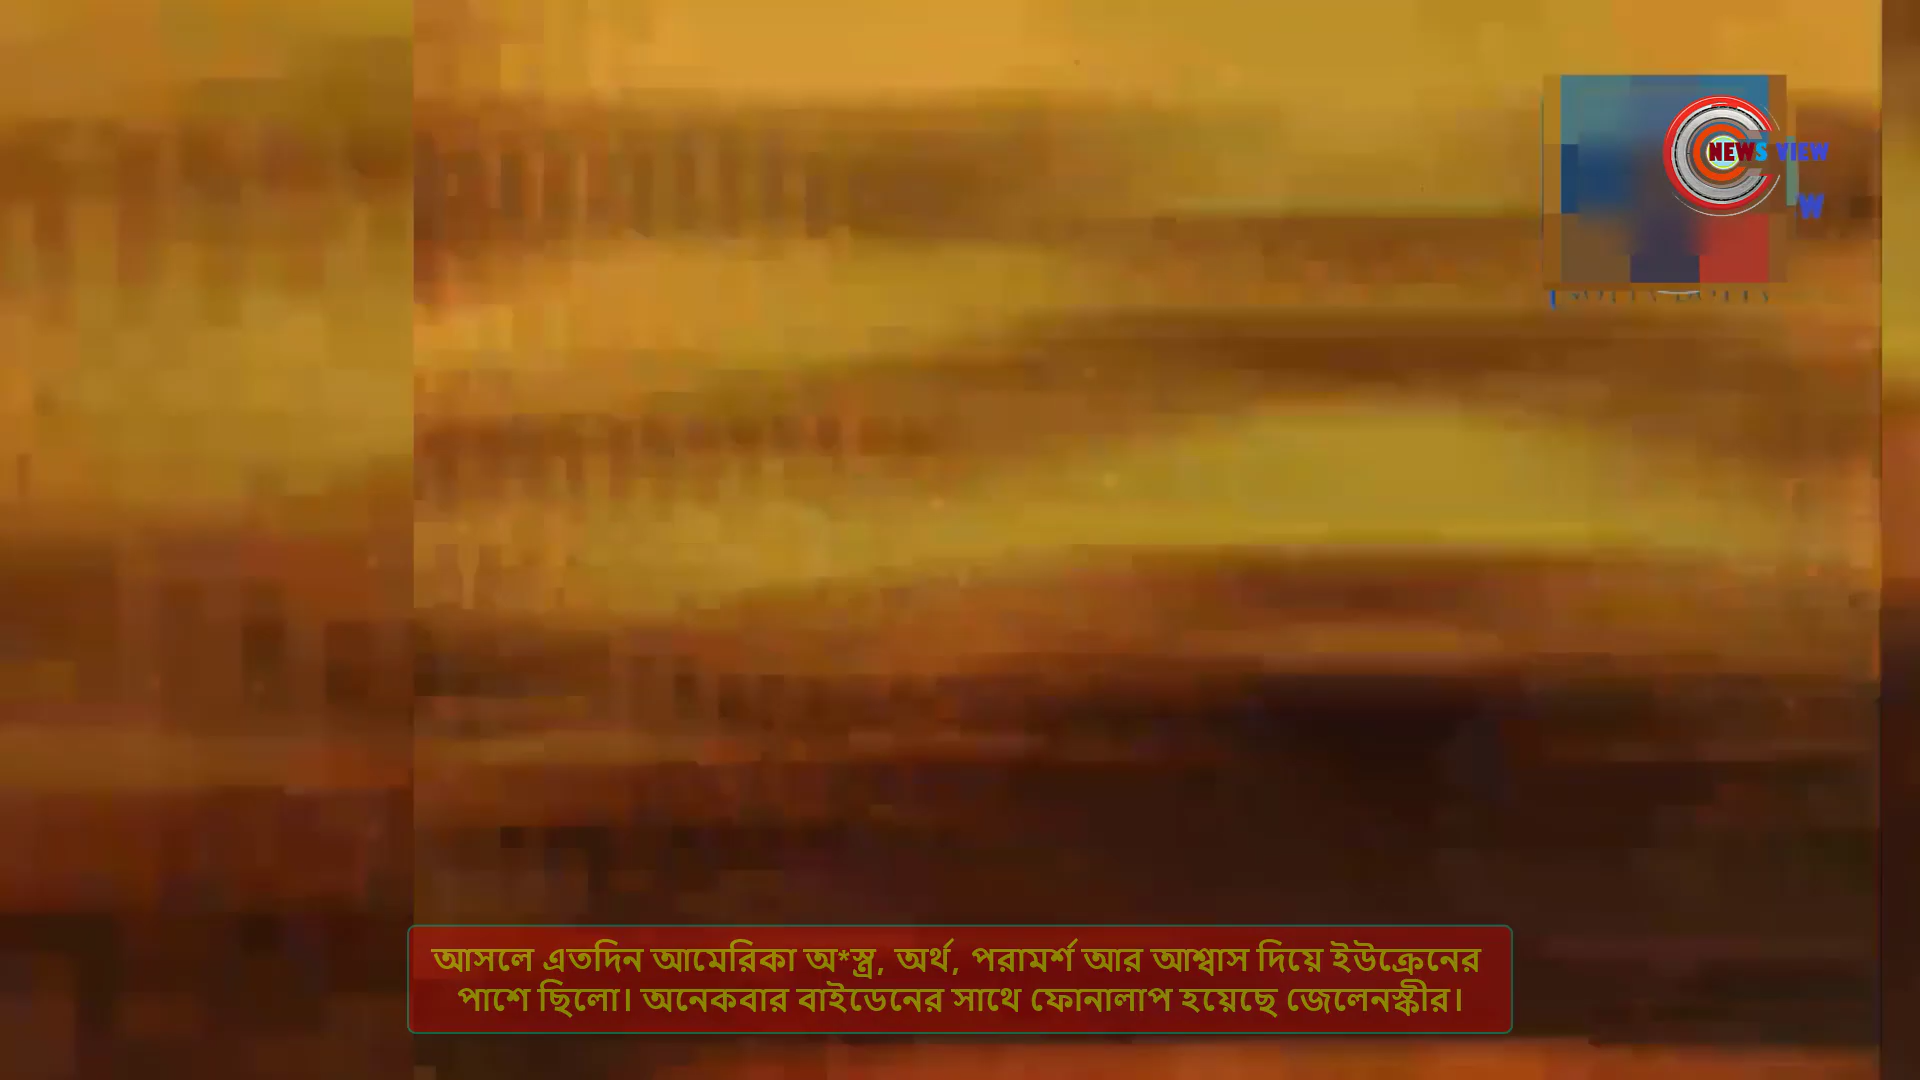 NEWS VIEW
W
আসলে এতদিন আমেরিকা অ*স্ত্র, অর্থ, পরামর্শ আর আশ্বাস দিয়ে ইউক্রেনের
পাশে ছিলো। অনেকবার বাইডেনের সাথে ফোনালাপ হয়েছে জেলেনস্কীর।